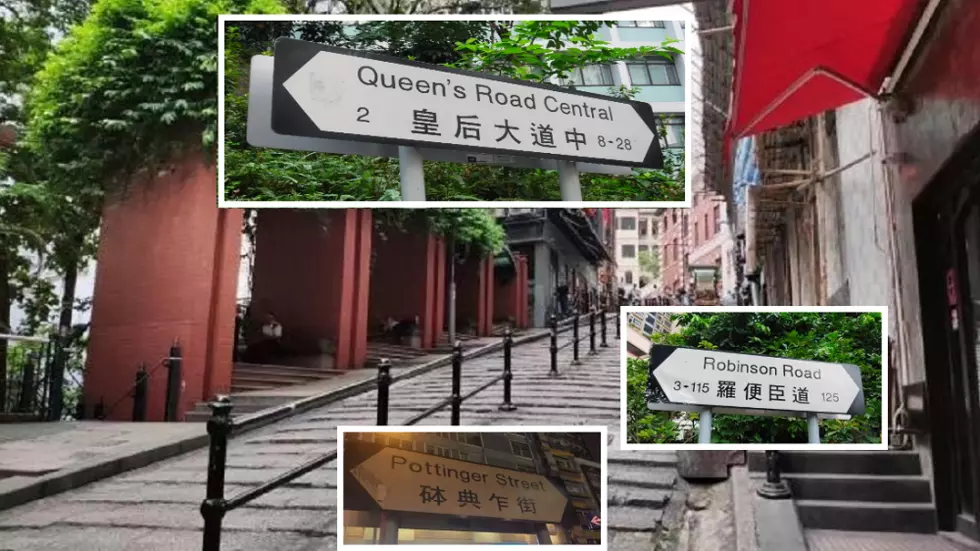 Queen's Road Central
2 皇后大道中 8-28
Robinson Road
3-115 羅便臣道 125
Pottinger Street
砵典乍街